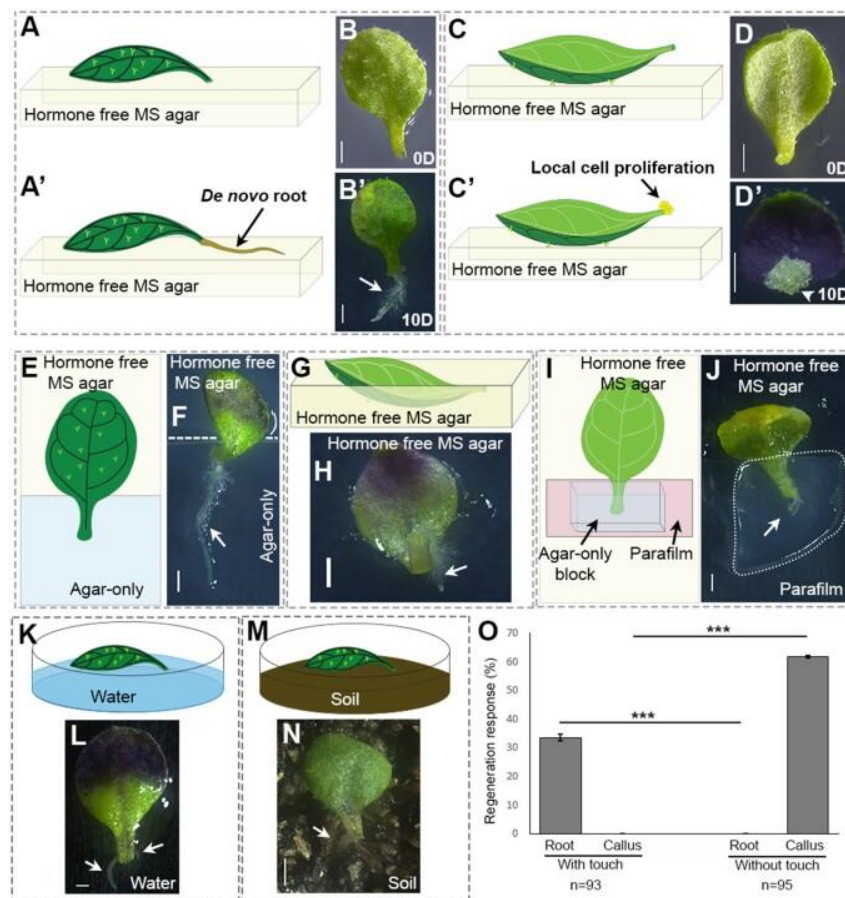 A
Hormone free MS agar
B
0D
C
Hormone free MS agar
D
0D
A'
De novo root
Hormone free MS agar
B'
10D
C'
Local cell proliferation
Hormone free MS agar
D'
10D
E
Hormone free
MS agar
Agar-only
F
Hormone free
MS agar
Agar-only
G
Hormone free MS agar
H
Hormone free MS agar
I
Hormone free
MS agar
Agar-only
block
Parafilm
J
Hormone free
MS agar
Parafilm
K
Water
L
Water
M
Soil
N
Soil
O
Regeneration response (%)
70
60
50
40
30
20
10
0
***
***
Root
Callus
Root
Callus
With touch
Without touch
n=93
n=95